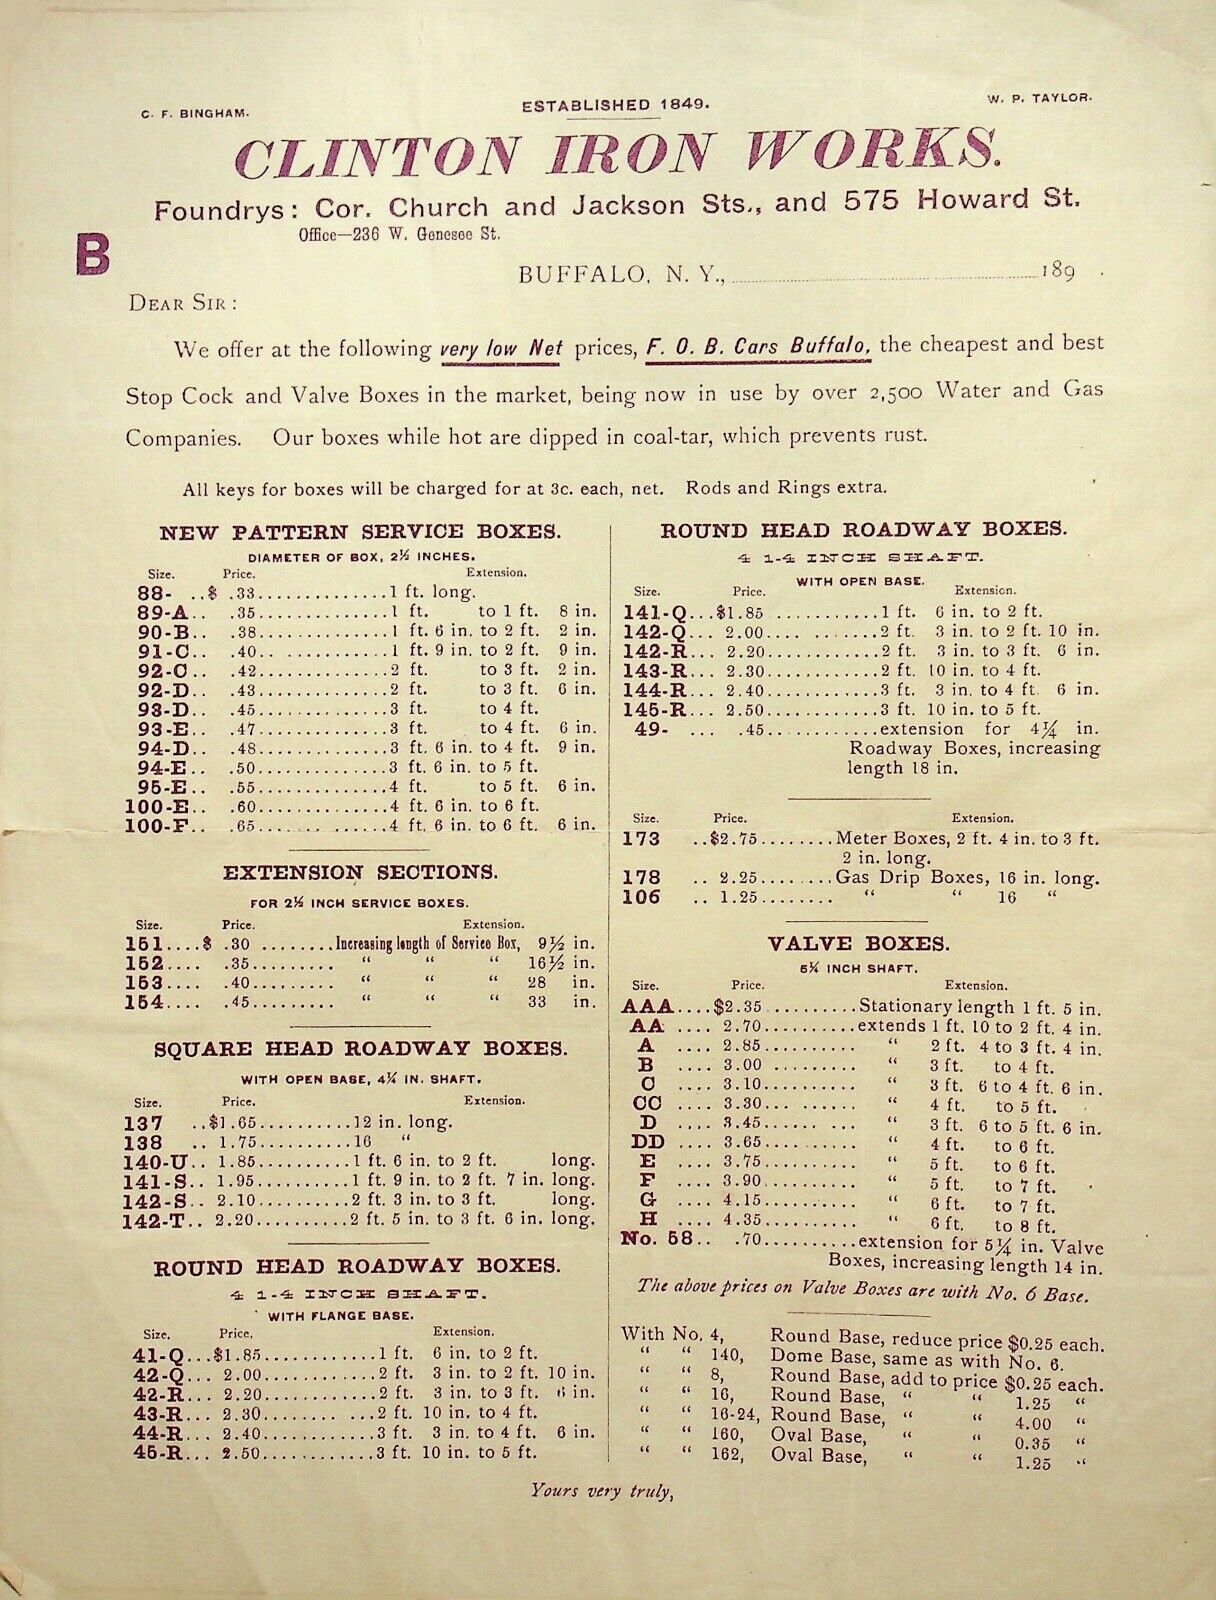 C. F. BINGHAM.
ESTABLISHED 1849.
W. P. TAYLOR.
CLINTON IRON WORKS.
Foundrys: Cor. Church and Jackson Sts., and 575 Howard St.
Office—236 W. Genesee St.
B
BUFFALO, N. Y., ........................ 189 .
DEAR SIR:
We offer at the following very low Net prices, F. O. B. Cars Buffalo, the cheapest and best
Stop Cock and Valve Boxes in the market, being now in use by over 2,500 Water and Gas
Companies. Our boxes while hot are dipped in coal-tar, which prevents rust.
All keys for boxes will be charged for at 3c. each, net. Rods and Rings extra.
NEW PATTERN SERVICE BOXES.
DIAMETER OF BOX, 2½ INCHES.
Size. Price. Extension.
88- ..$ .33..............1 ft. long.
89-A.. .35..............1 ft. to 1 ft. 8 in.
90-B.. .38..............1 ft. 6 in. to 2 ft. 2 in.
91-C.. .40..............1 ft. 9 in. to 2 ft. 9 in.
92-C.. .42..............2 ft. to 3 ft. 2 in.
92-D.. .43..............2 ft. to 3 ft. 6 in.
93-D.. .45..............3 ft. to 4 ft.
93-E.. .47..............3 ft. to 4 ft. 6 in.
94-D.. .48..............3 ft. 6 in. to 4 ft. 9 in.
94-E.. .50..............3 ft. 6 in. to 5 ft.
95-E.. .55..............4 ft. to 5 ft. 6 in.
100-E.. .60..............4 ft. 6 in. to 6 ft.
100-F.. .65..............4 ft. 6 in. to 6 ft. 6 in.
EXTENSION SECTIONS.
FOR 2½ INCH SERVICE BOXES.
Size. Price. Extension.
151....$ .30 ........Increasing length of Service Box, 9½ in.
152.... .35......... “ “ “ 16½ in.
153.... .40......... “ “ “ 28 in.
154.... .45......... “ “ “ 33 in.
SQUARE HEAD ROADWAY BOXES.
WITH OPEN BASE, 4¼ IN. SHAFT.
Size. Price. Extension.
137 ..$1.65..........12 in. long.
138 .. 1.75..........16 “
140-U.. 1.85..........1 ft. 6 in. to 2 ft. long.
141-S.. 1.95..........1 ft. 9 in. to 2 ft. 7 in. long.
142-S.. 2.10..........2 ft. 3 in. to 3 ft. long.
142-T.. 2.20..........2 ft. 5 in. to 3 ft. 6 in. long.
ROUND HEAD ROADWAY BOXES.
4 1-4 INCH SHAFT.
WITH FLANGE BASE.
Size. Price. Extension.
41-Q...$1.85............1 ft. 6 in. to 2 ft.
42-Q... 2.00............2 ft. 3 in. to 2 ft. 10 in.
42-R... 2.20............2 ft. 3 in. to 3 ft. 6 in.
43-R... 2.30............2 ft. 10 in. to 4 ft.
44-R... 2.40............3 ft. 3 in. to 4 ft. 6 in.
45-R... 2.50............3 ft. 10 in. to 5 ft.
ROUND HEAD ROADWAY BOXES.
4 1-4 INCH SHAFT.
WITH OPEN BASE.
Size. Price. Extension.
141-Q...$1.85............1 ft. 6 in. to 2 ft.
142-Q... 2.00............2 ft. 3 in. to 2 ft. 10 in.
142-R... 2.20............2 ft. 3 in. to 3 ft. 6 in.
143-R... 2.30............2 ft. 10 in. to 4 ft.
144-R... 2.40............3 ft. 3 in. to 4 ft. 6 in.
145-R... 2.50............3 ft. 10 in. to 5 ft.
49- ... .45............extension for 4¼ in.
Roadway Boxes, increasing
length 18 in.
Size. Price. Extension.
173 ..$2.75........Meter Boxes, 2 ft. 4 in. to 3 ft.
2 in. long.
178 .. 2.25........Gas Drip Boxes, 16 in. long.
106 .. 1.25........ “ “ 16 “
VALVE BOXES.
5¼ INCH SHAFT.
Size. Price. Extension.
AAA....$2.35 ..........Stationary length 1 ft. 5 in.
AA .... 2.70..........extends 1 ft. 10 to 2 ft. 4 in.
A .... 2.85.......... “ 2 ft. 4 to 3 ft. 4 in.
B .... 3.00 .......... “ 3 ft. to 4 ft.
C .... 3.10.......... “ 3 ft. 6 to 4 ft. 6 in.
CC .... 3.30.......... “ 4 ft. to 5 ft.
D .... 3.45.......... “ 3 ft. 6 to 5 ft. 6 in.
DD .... 3.65.......... “ 4 ft. to 6 ft.
E .... 3.75.......... “ 5 ft. to 6 ft.
F .... 3.90.......... “ 5 ft. to 7 ft.
G .... 4.15.......... “ 6 ft. to 7 ft.
H .... 4.35.......... “ 6 ft. to 8 ft.
No. 58.. .70..........extension for 5¼ in. Valve
Boxes, increasing length 14 in.
The above prices on Valve Boxes are with No. 6 Base.
With No. 4, Round Base, reduce price $0.25 each.
“ “ 140, Dome Base, same as with No. 6.
“ “ 8, Round Base, add to price $0.25 each.
“ “ 16, Round Base, “ “ 1.25 “
“ “ 16-24, Round Base, “ “ 4.00 “
“ “ 160, Oval Base, “ “ 0.35 “
“ “ 162, Oval Base, “ “ 1.25 “
Yours very truly,